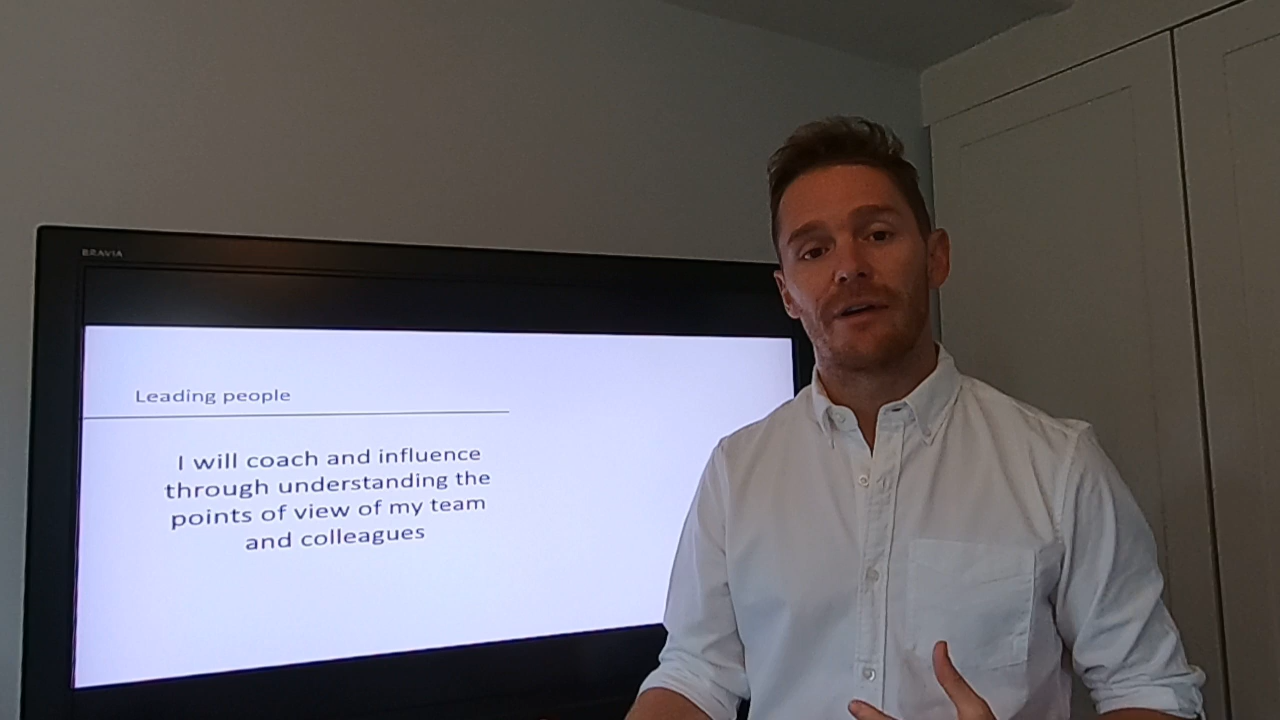 BRAVIA
Leading people
I will coach and influence
through understanding the
points of view of my team
and colleagues